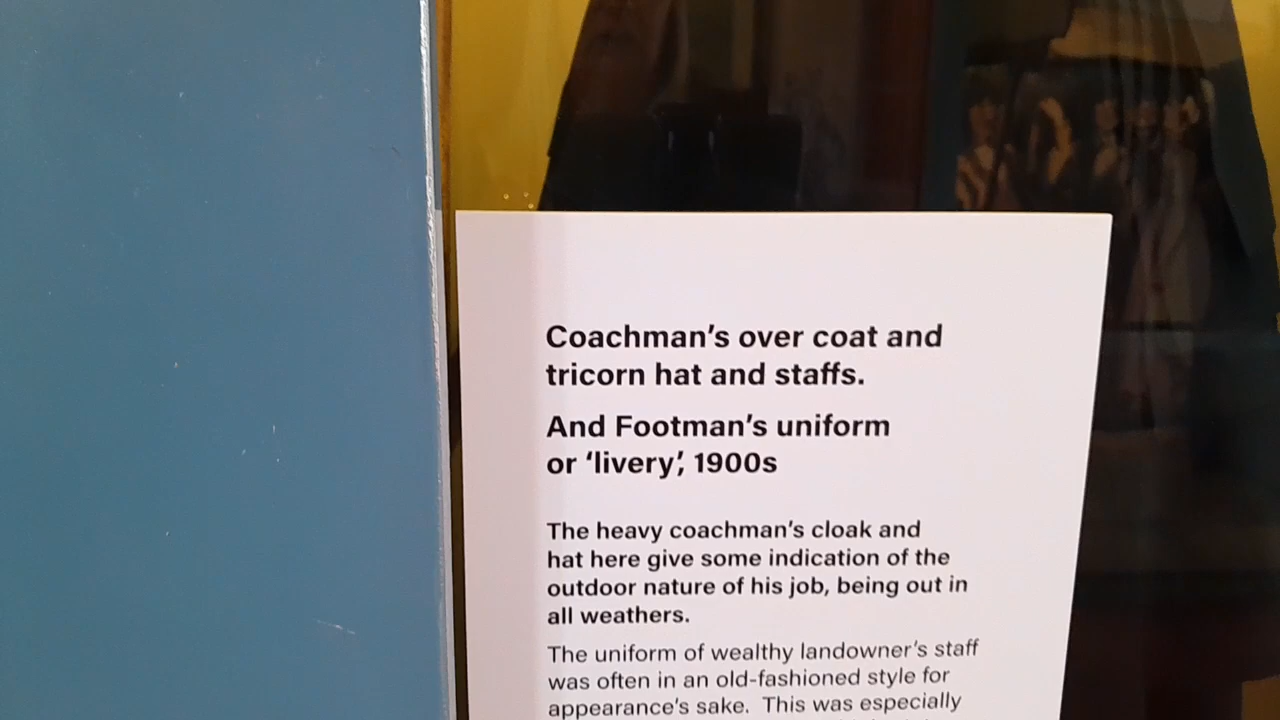 Coachman’s over coat and
tricorn hat and staffs.
And Footman’s uniform
or ‘livery’, 1900s
The heavy coachman’s cloak and
hat here give some indication of the
outdoor nature of his job, being out in
all weathers.
The uniform of wealthy landowner’s staff
was often in an old-fashioned style for
appearance’s sake. This was especially